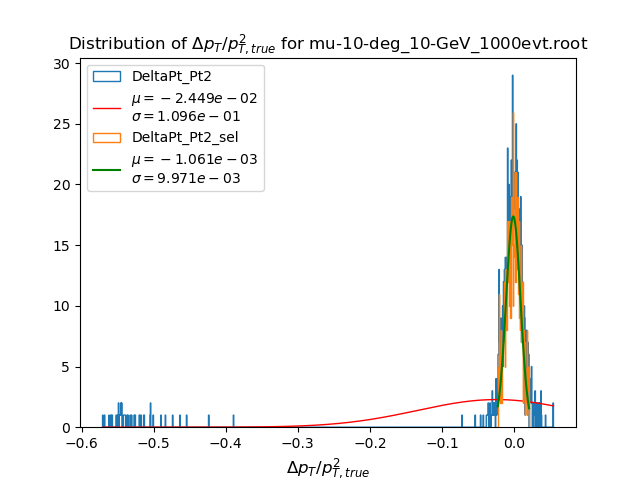 Distribution of Δp_T/p²_{T,true} for mu-10-deg_10-GeV_1000evt.root
DeltaPt_Pt2
μ = −2.449e − 02
σ = 1.096e − 01
DeltaPt_Pt2_sel
μ = −1.061e − 03
σ = 9.971e − 03
30
25
20
15
10
5
0
−0.6 −0.5 −0.4 −0.3 −0.2 −0.1 0.0
Δp_T/p²_{T,true}